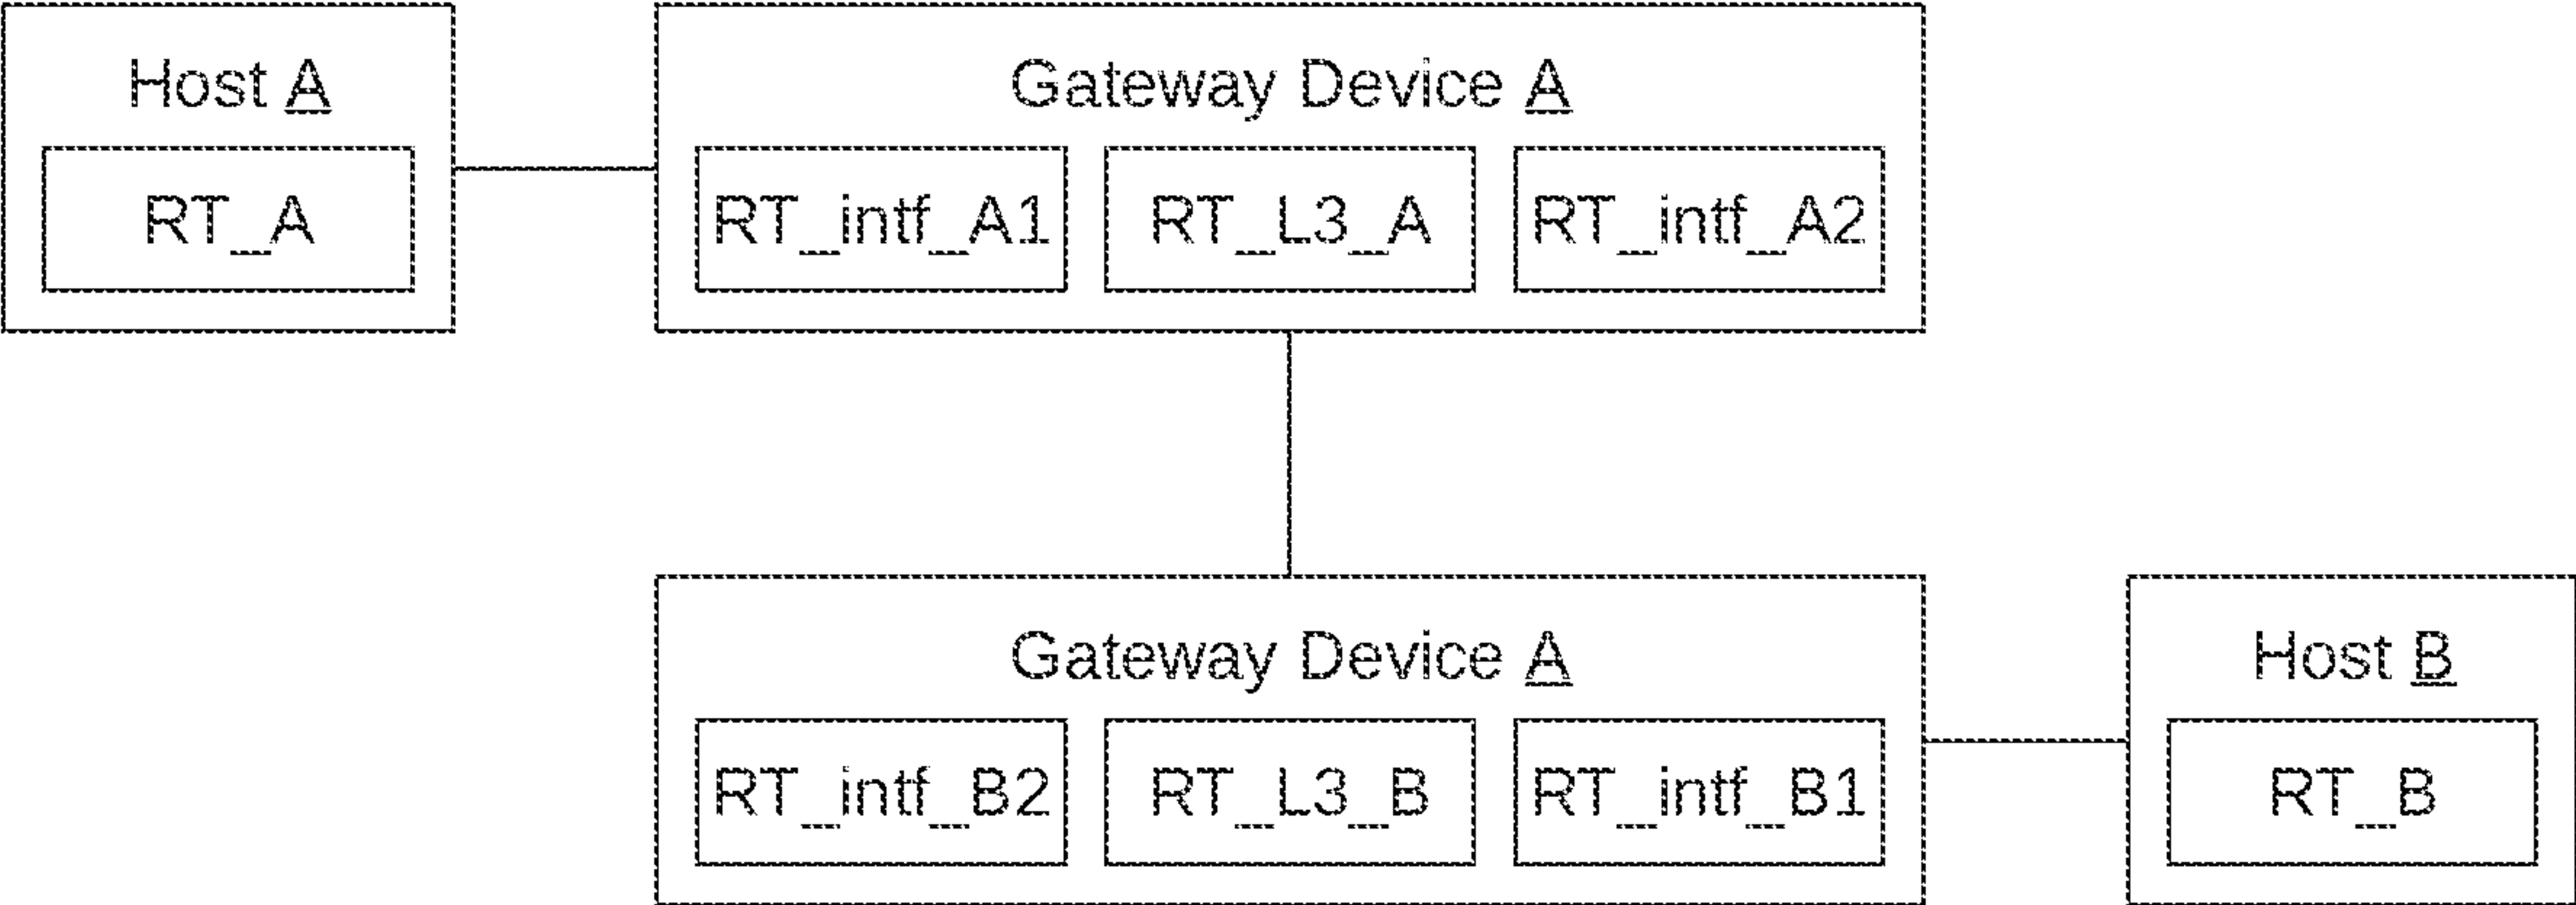 Host A
Gateway Device A
RT_A
RT_intf_A1
RT_L3_A
RT_intf_A2
Gateway Device A
Host B
RT_intf_B2
RT_L3_B
RT_intf_B1
RT_B